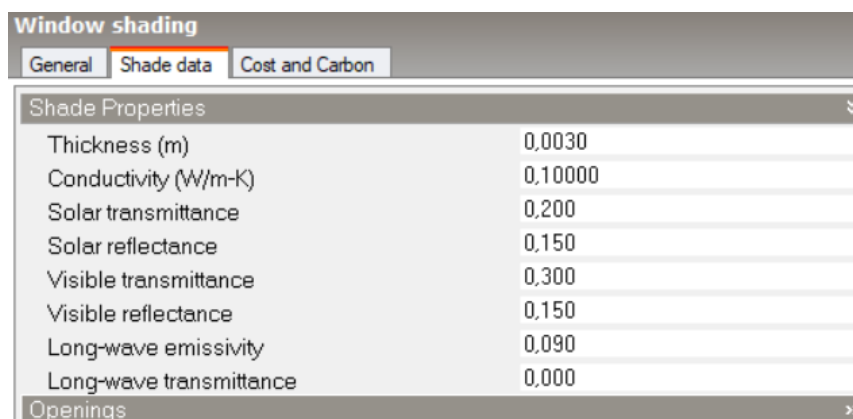 Window shading
General Shade data Cost and Carbon
Shade Properties
Thickness (m) 0,0030
Conductivity (W/m-K) 0,10000
Solar transmittance 0,200
Solar reflectance 0,150
Visible transmittance 0,300
Visible reflectance 0,150
Long-wave emissivity 0,090
Long-wave transmittance 0,000
Openings